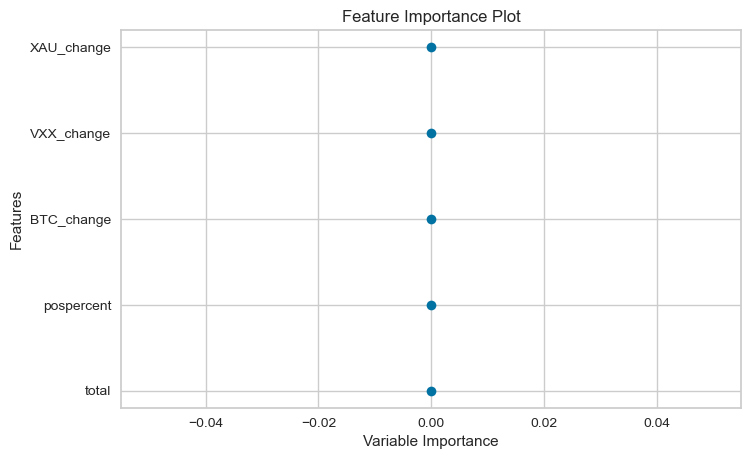 Feature Importance Plot
XAU_change
VXX_change
BTC_change
pospercent
total
Features
−0.04
−0.02
0.00
0.02
0.04
Variable Importance